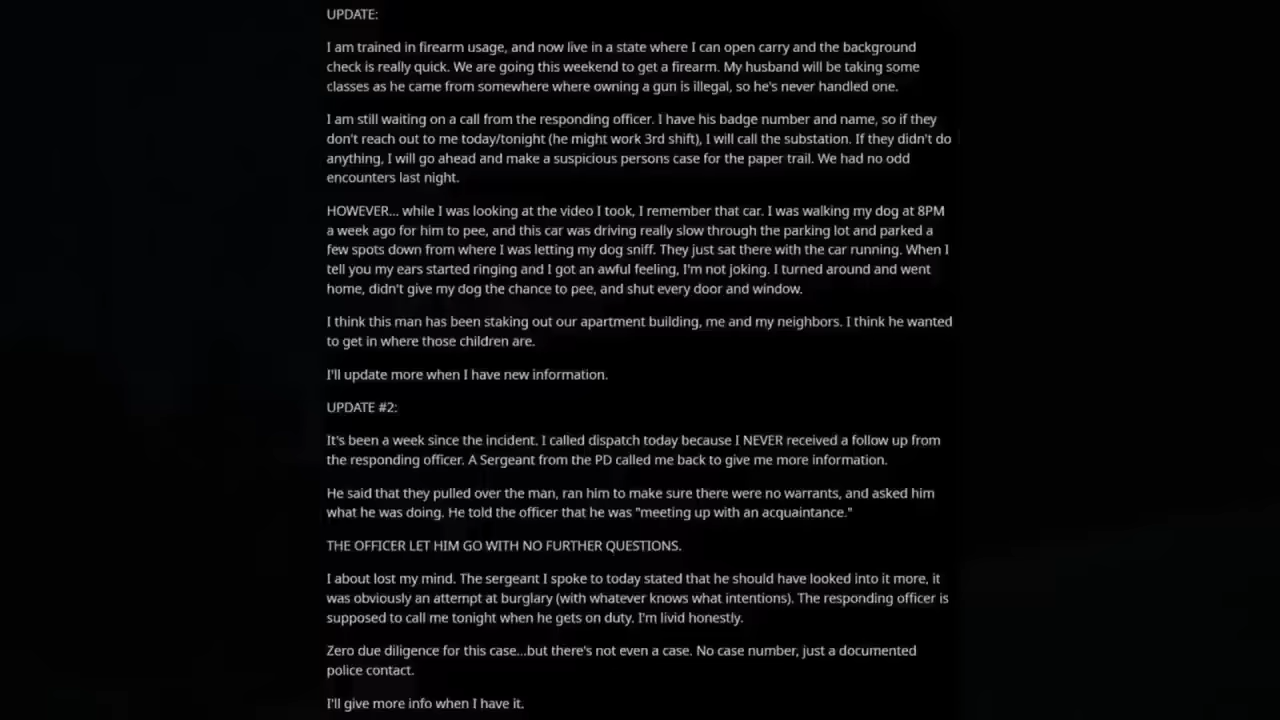 UPDATE:
I am trained in firearm usage, and now live in a state where I can open carry and the background
check is really quick. We are going this weekend to get a firearm. My husband will be taking some
classes as he came from somewhere where owning a gun is illegal, so he's never handled one.
I am still waiting on a call from the responding officer. I have his badge number and name, so if they
don't reach out to me today/tonight (he might work 3rd shift), I will call the substation. If they didn't do
anything, I will go ahead and make a suspicious persons case for the paper trail. We had no odd
encounters last night.
HOWEVER... while I was looking at the video I took, I remember that car. I was walking my dog at 8PM
a week ago for him to pee, and this car was driving really slow through the parking lot and parked a
few spots down from where I was letting my dog sniff. They just sat there with the car running. When I
tell you my ears started ringing and I got an awful feeling, I'm not joking. I turned around and went
home, didn't give my dog the chance to pee, and shut every door and window.
I think this man has been staking out our apartment building, me and my neighbors. I think he wanted
to get in where those children are.
I'll update more when I have new information.
UPDATE #2:
It's been a week since the incident. I called dispatch today because I NEVER received a follow up from
the responding officer. A Sergeant from the PD called me back to give me more information.
He said that they pulled over the man, ran him to make sure there were no warrants, and asked him
what he was doing. He told the officer that he was "meeting up with an acquaintance."
THE OFFICER LET HIM GO WITH NO FURTHER QUESTIONS.
I about lost my mind. The sergeant I spoke to today stated that he should have looked into it more, it
was obviously an attempt at burglary (with whatever knows what intentions). The responding officer is
supposed to call me tonight when he gets on duty. I'm livid honestly.
Zero due diligence for this case...but there's not even a case. No case number, just a documented
police contact.
I'll give more info when I have it.